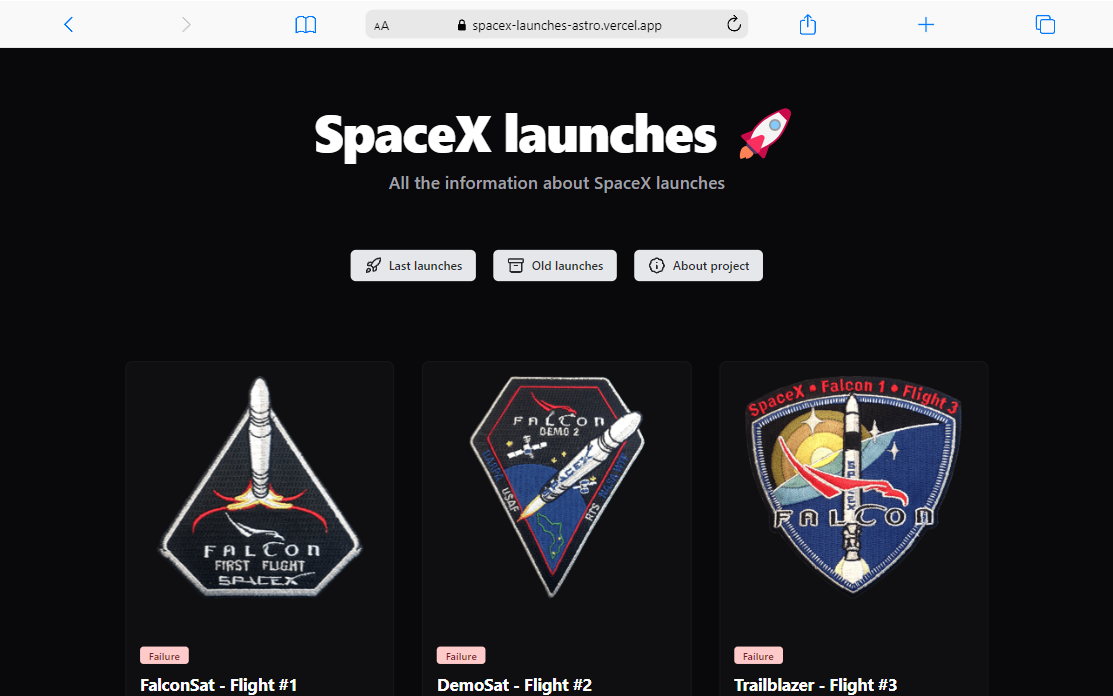 AA
spacex-launches-astro.vercel.app
SpaceX launches
All the information about SpaceX launches
Last launches
Old launches
About project
FALCON
FIRST FLIGHT
SPACEX
FALCON
DEMO 2
DARPA
USAF
SPACEX
RTS
SpaceX • Falcon 1 • Flight 3
SPACEX
FALCON
Failure
FalconSat - Flight #1
Failure
DemoSat - Flight #2
Failure
Trailblazer - Flight #3